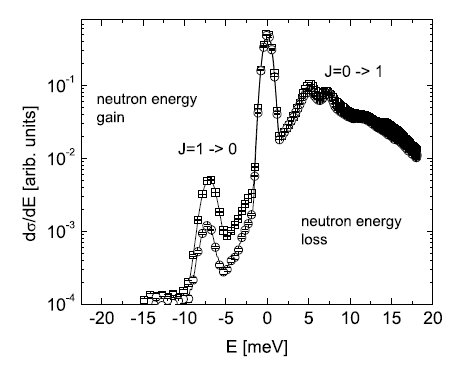 dσ/dE [arb. units]
10⁻¹
10⁻²
10⁻³
10⁻⁴
neutron energy
gain
J=1 -> 0
J=0 -> 1
neutron energy
loss
-20 -15 -10 -5 0 5 10 15 20
E [meV]